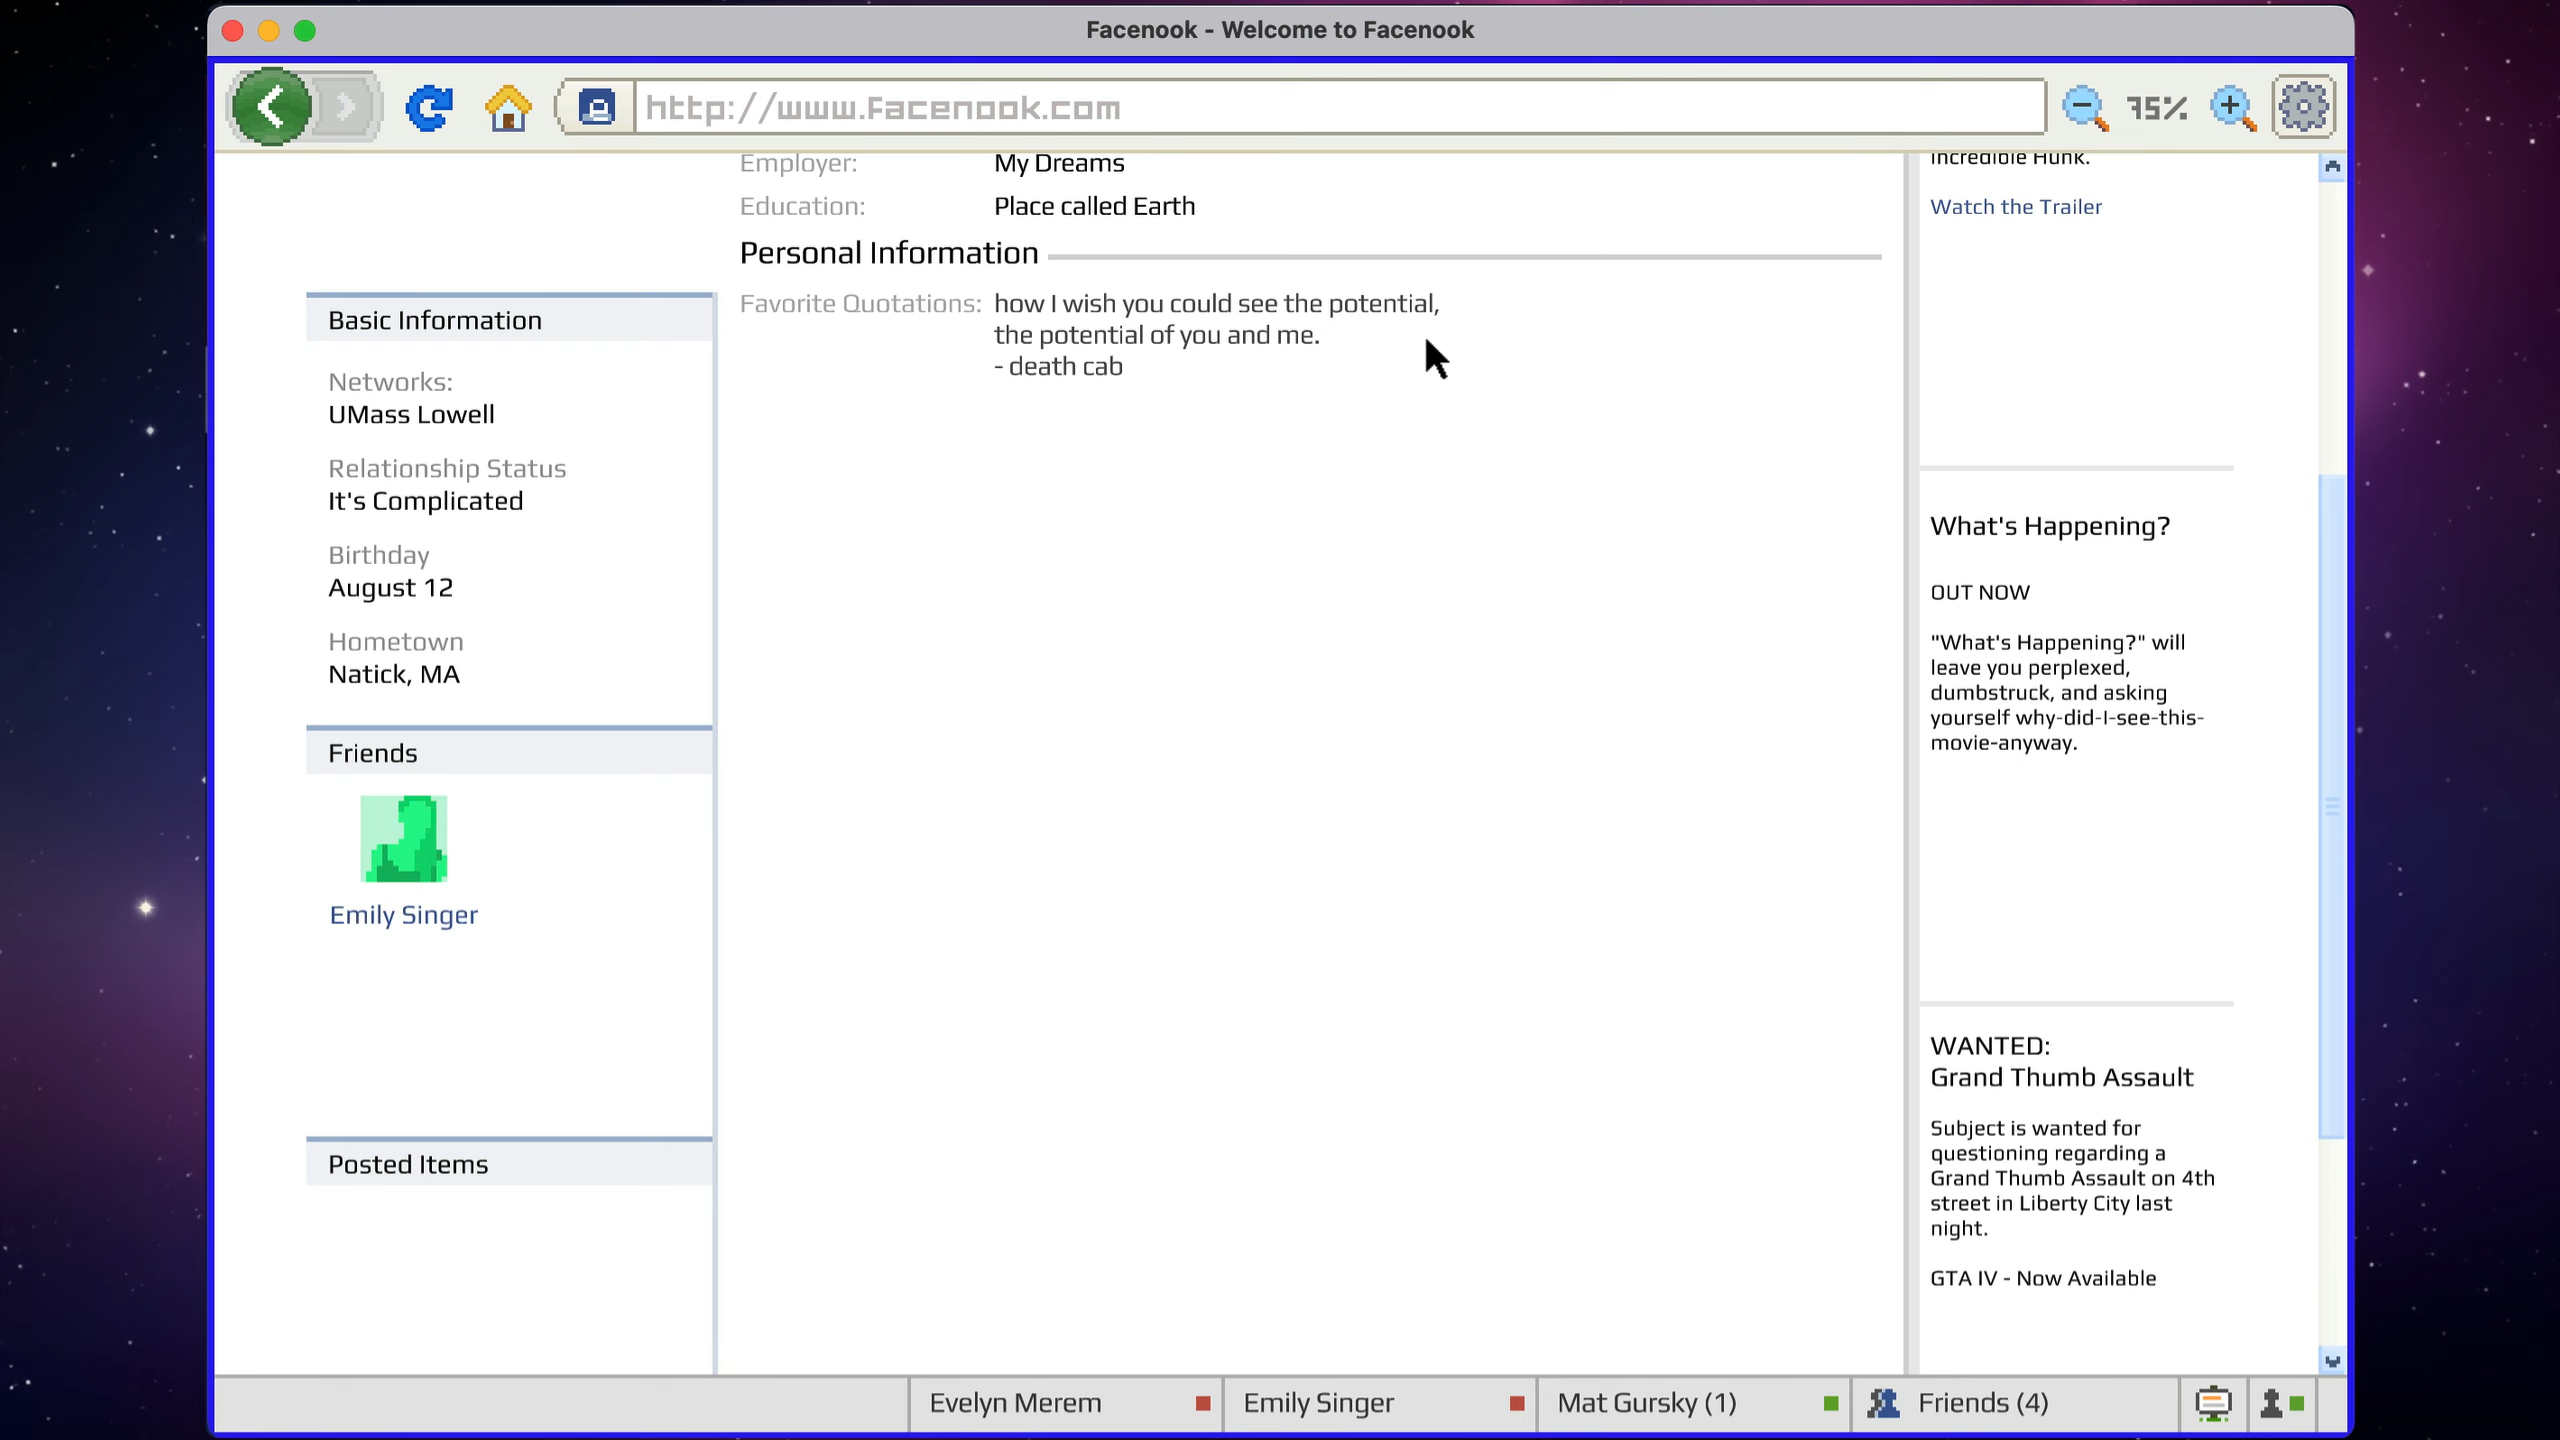 Facenook - Welcome to Facenook
http://www.Facenook.com
75%
Employer: My Dreams
Education: Place called Earth
Personal Information
Favorite Quotations: how I wish you could see the potential,
the potential of you and me.
- death cab
Basic Information
Networks:
UMass Lowell
Relationship Status
It's Complicated
Birthday
August 12
Hometown
Natick, MA
Friends
Emily Singer
Posted Items
Incredible Hunk.
Watch the Trailer
What's Happening?
OUT NOW
"What's Happening?" will
leave you perplexed,
dumbstruck, and asking
yourself why-did-I-see-this-
movie-anyway.
WANTED:
Grand Thumb Assault
Subject is wanted for
questioning regarding a
Grand Thumb Assault on 4th
street in Liberty City last
night.
GTA IV - Now Available
Evelyn Merem
Emily Singer
Mat Gursky (1)
Friends (4)